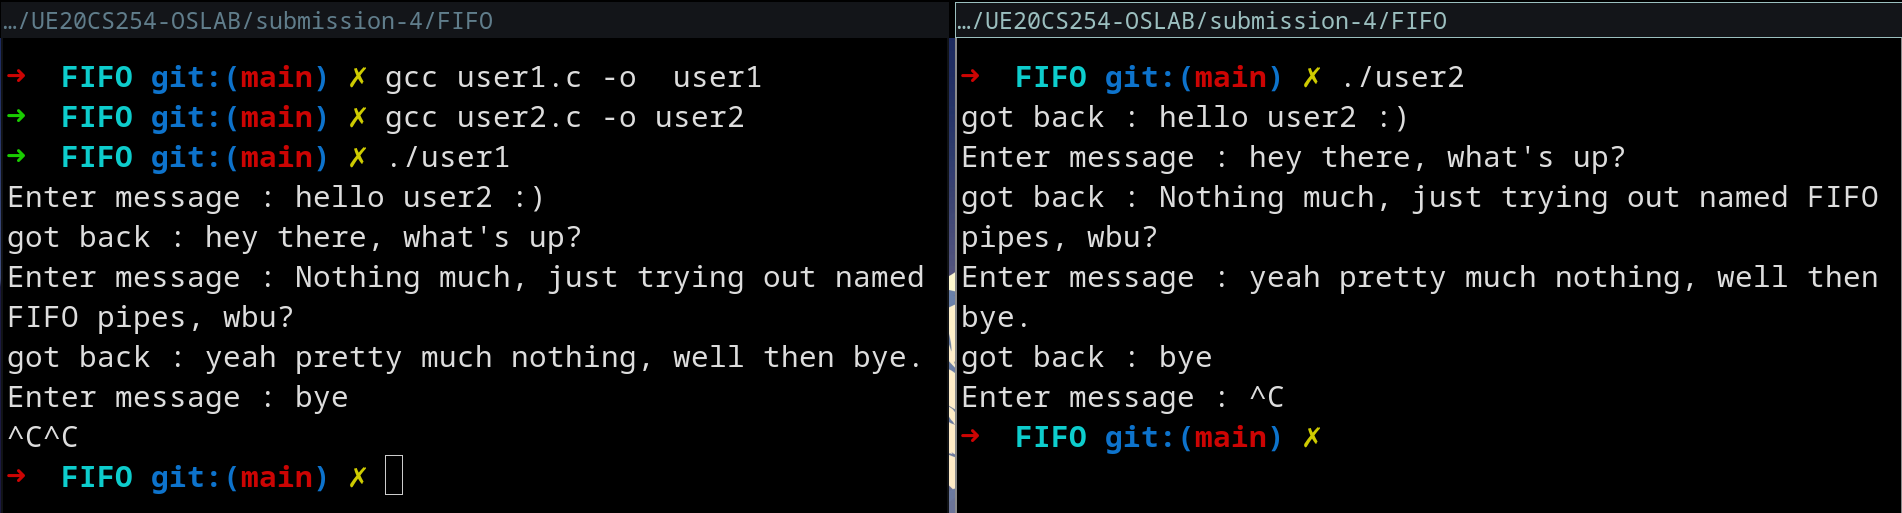 …/UE20CS254-OSLAB/submission-4/FIFO
➜  FIFO git:(main) ✗ gcc user1.c -o  user1
➜  FIFO git:(main) ✗ gcc user2.c -o user2
➜  FIFO git:(main) ✗ ./user1
Enter message : hello user2 :)
got back : hey there, what's up?
Enter message : Nothing much, just trying out named
FIFO pipes, wbu?
got back : yeah pretty much nothing, well then bye.
Enter message : bye
^C^C
➜  FIFO git:(main) ✗
…/UE20CS254-OSLAB/submission-4/FIFO
➜  FIFO git:(main) ✗ ./user2
got back : hello user2 :)
Enter message : hey there, what's up?
got back : Nothing much, just trying out named FIFO
pipes, wbu?
Enter message : yeah pretty much nothing, well then
bye.
got back : bye
Enter message : ^C
➜  FIFO git:(main) ✗